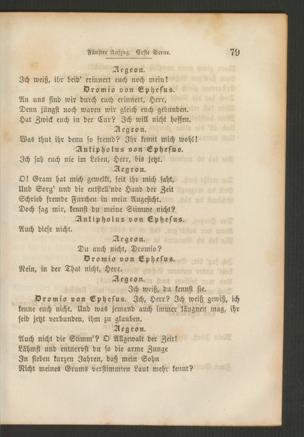 Fünfter Aufzug. Erste Scene. 79
Aegeon.
Ich weiß, ihr beid' erinnert euch noch mein!
Dromio von Ephesus.
An uns sind wir durch euch erinnert, Herr,
Denn jüngst noch waren wir gleich euch gebunden.
Hat Zwick euch in der Cur? Ich will nicht hoffen.
Aegeon.
Was thut ihr denn so fremd? Ihr kennt mich wohl!
Antipholus von Ephesus.
Ich sah euch nie im Leben, Herr, bis jetzt.
Aegeon.
O! Gram hat mich gewelkt, seit ihr mich saht,
Und Sorg' und die entstell'nde Hand der Zeit
Schrieb fremde Furchen in mein Angesicht.
Doch sag mir, kennst du meine Stimme nicht?
Antipholus von Ephesus.
Auch diese nicht.
Aegeon.
Du auch nicht, Dromio?
Dromio von Ephesus.
Nein, in der That nicht, Herr.
Aegeon.
Ich weiß, du kennst sie.
Dromio von Ephesus. Ich, Herr? Ich weiß gewiß, ich
kenne euch nicht. Und was jemand auch immer läugnen mag, ihr
seid jetzt verbunden, ihm zu glauben.
Aegeon.
Auch nicht die Stimm'? O Allgewalt der Zeit!
Lähmst und entnervst du so die arme Zunge
In sieben kurzen Jahren, daß mein Sohn
Nicht meines Grams verstimmten Laut mehr kennt?